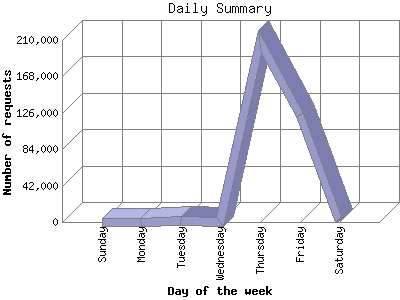 Daily Summary
Number of requests
210,000
168,000
126,000
84,000
42,000
0
Sunday
Monday
Tuesday
Wednesday
Thursday
Friday
Saturday
Day of the week